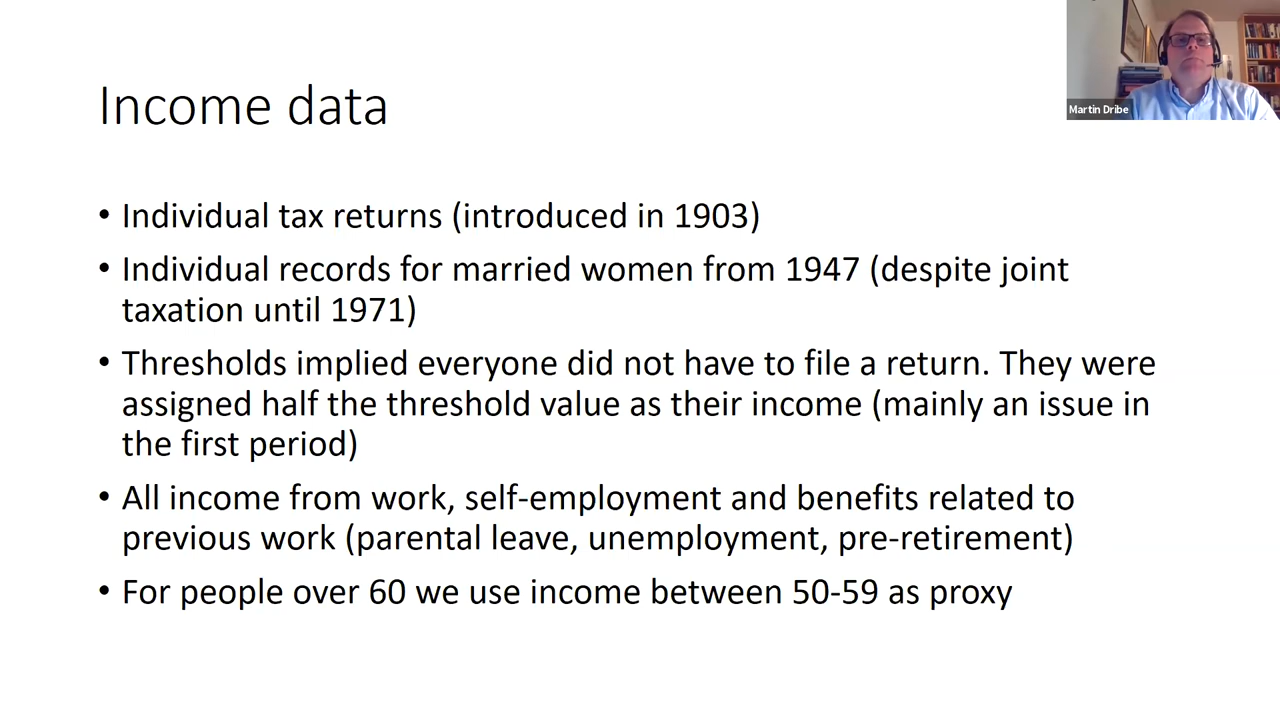 Martin Dribe
Income data
• Individual tax returns (introduced in 1903)
• Individual records for married women from 1947 (despite joint
taxation until 1971)
• Thresholds implied everyone did not have to file a return. They were
assigned half the threshold value as their income (mainly an issue in
the first period)
• All income from work, self-employment and benefits related to
previous work (parental leave, unemployment, pre-retirement)
• For people over 60 we use income between 50-59 as proxy